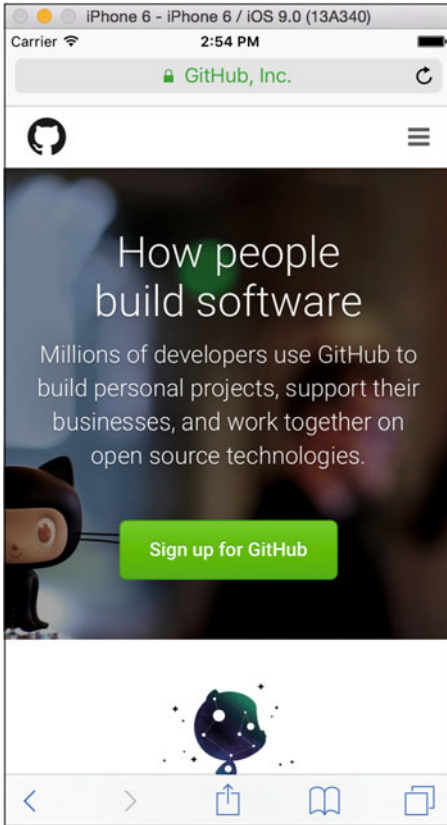 iPhone 6 - iPhone 6 / iOS 9.0 (13A340)
Carrier 2:54 PM
GitHub, Inc.
How people
build software
Millions of developers use GitHub to
build personal projects, support their
businesses, and work together on
open source technologies.
Sign up for GitHub